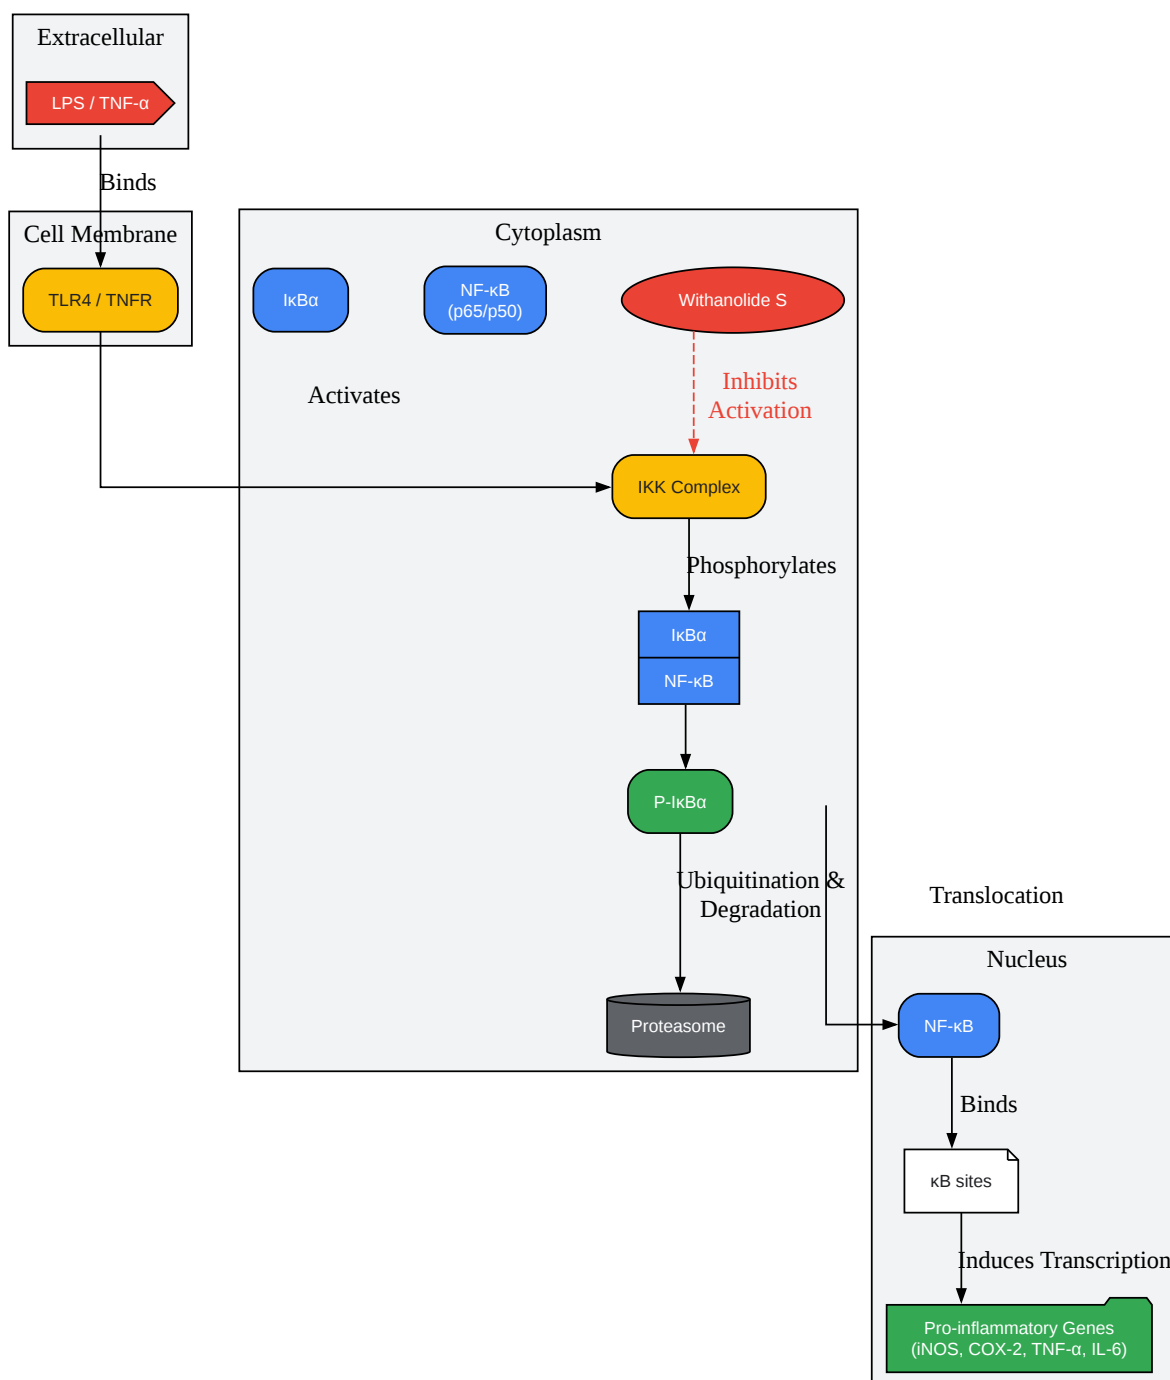 Extracellular
LPS / TNF-α
Binds
Cell Membrane
TLR4 / TNFR
Cytoplasm
IκBα
NF-κB
(p65/p50)
Withanolide S
Activates
Inhibits
Activation
IKK Complex
Phosphorylates
IκBα
NF-κB
P-IκBα
Ubiquitination &
Degradation
Proteasome
Translocation
Nucleus
NF-κB
Binds
κB sites
Induces Transcription
Pro-inflammatory Genes
(iNOS, COX-2, TNF-α, IL-6)